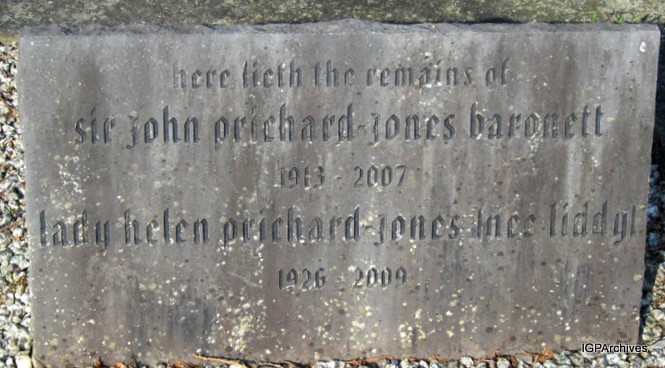 here lieth the remains of
sir john prichard-jones baronett
1913 - 2007
lady helen prichard-jones (nee liddy)
1926 - 2009
IGPArchives